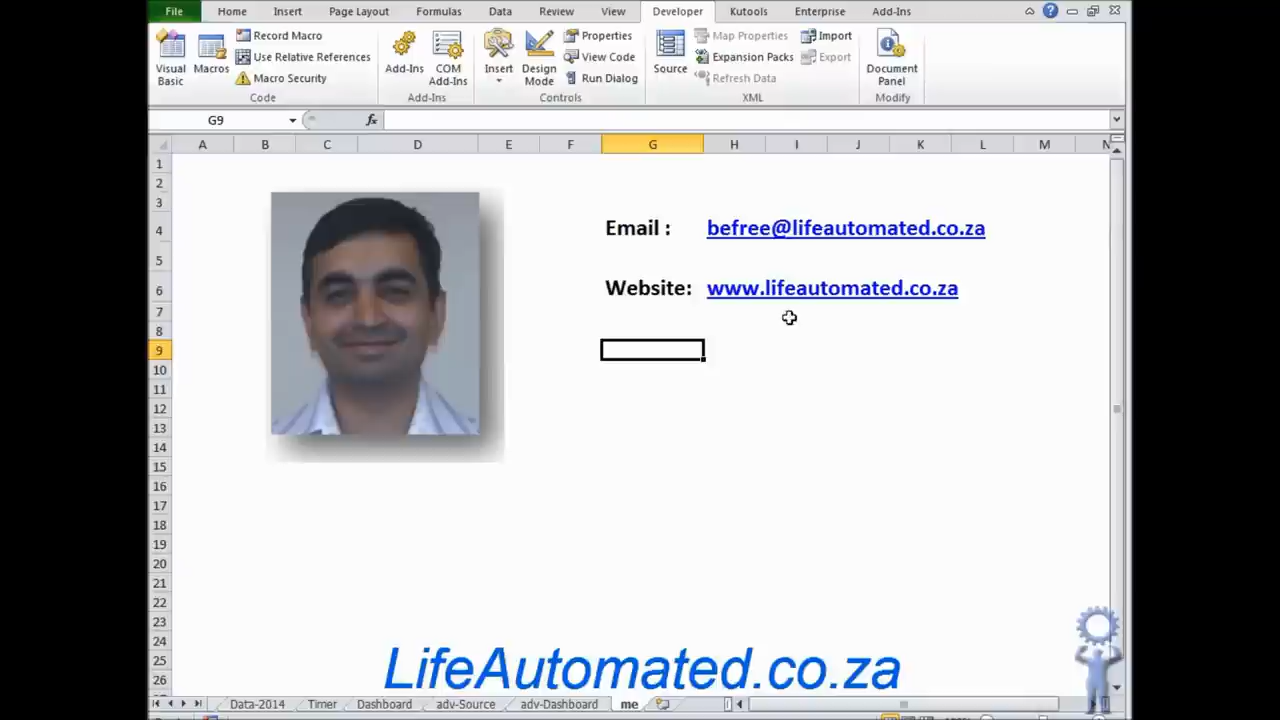 File Home Insert Page Layout Formulas Data Review View Developer Kutools Enterprise Add-Ins
Visual Basic
Macros
Record Macro
Use Relative References
Macro Security
Code
Add-Ins
COM Add-Ins
Add-Ins
Insert
Design Mode
Properties
View Code
Run Dialog
Controls
Source
Map Properties
Expansion Packs
Refresh Data
Import
Export
XML
Document Panel
Modify
G9 fx
A B C D E F G H I J K L M N
1
2
3
4 Email : befree@lifeautomated.co.za
5
6 Website: www.lifeautomated.co.za
7
8
9
10
11
12
13
14
15
16
17
18
19
20
21
22
23
24
25
26
LifeAutomated.co.za
Data-2014 Timer Dashboard adv-Source adv-Dashboard me